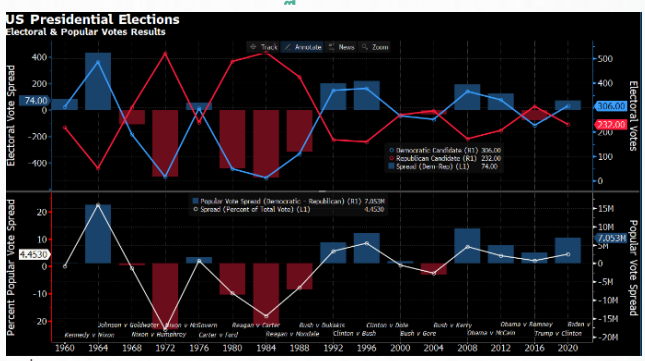 US Presidential Elections
Electoral & Popular Votes Results
Track Annotate News Zoom
Electoral Vote Spread
400
200
74.00
0
-200
-400
500
400
306.00
232.00
200
100
0
Electoral Votes
Democratic Candidate (R1) 306.00
Republican Candidate (R1) 232.00
Spread (Dem-Rep) (L1) 74.00
Percent Popular Vote Spread
20
10
4.4530
0
-10
20
15M
10M
7.053M
5M
0
-5M
-10M
-15M
-20M
Popular Vote Spread
Popular Vote Spread (Democratic - Republican) (R1) 7.053M
Spread (Percent of Total Vote) (L1) 4.4530
Johnson v Goldwater Nixon v McGovern Reagan v Carter Bush v Dukakis Clinton v Dole Bush v Kerry Obama v Romney Biden v
Kennedy v Nixon Nixon v Humphroy Carter v Ford Reagan v Mondale Clinton v Bush Bush v Gore Obama v McCain Trump v Clinton
1960 1964 1968 1972 1976 1980 1984 1988 1992 1996 2000 2004 2008 2012 2016 2020